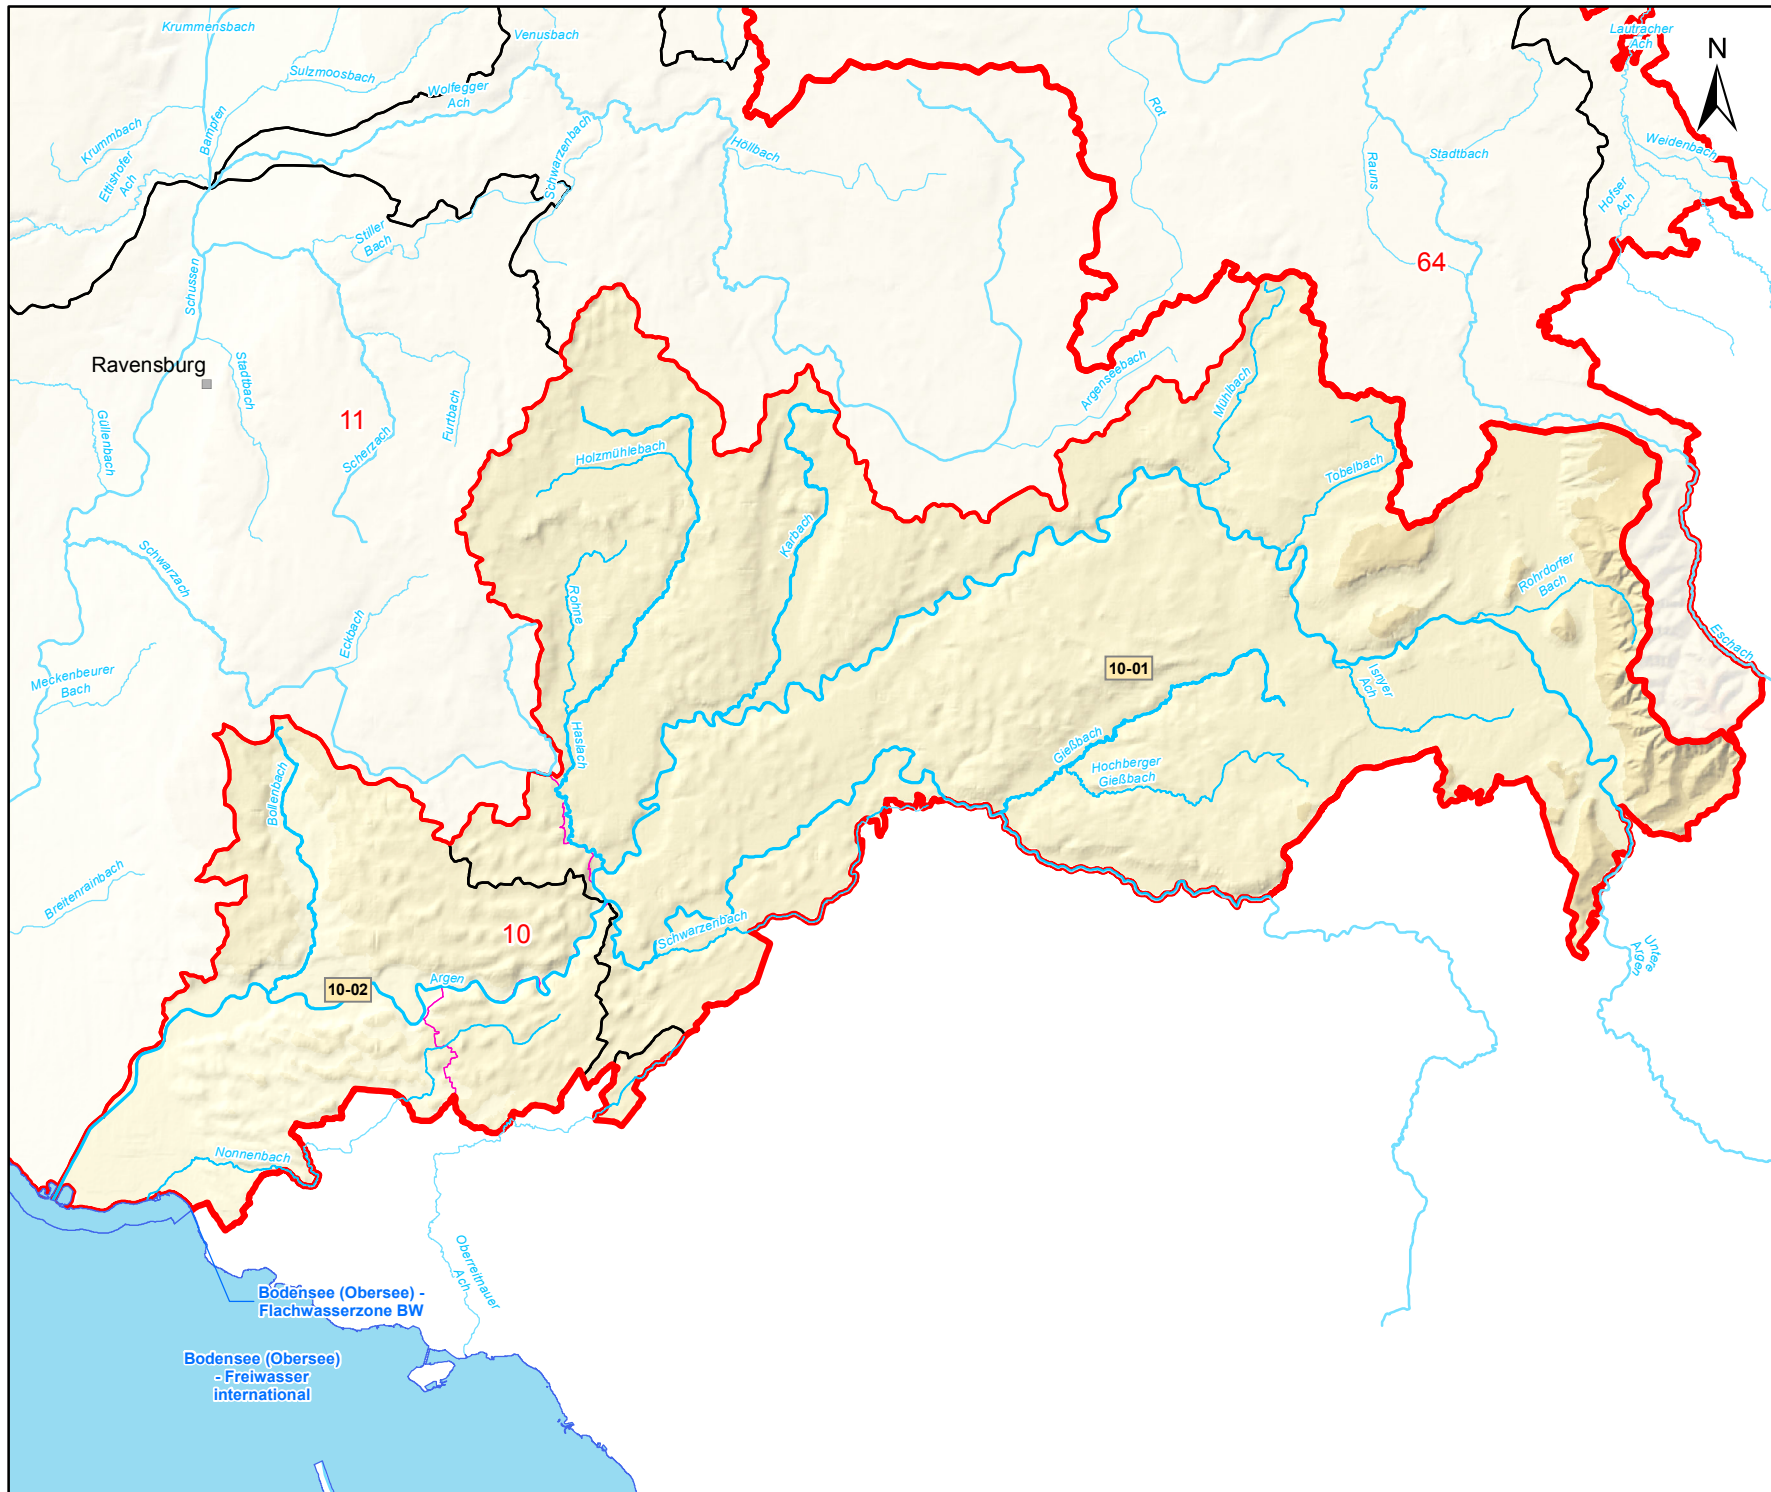 Krummensbach
Venusbach
Lautracher
Ach
N
Sulzmoosbach
Wolfegger
Ach
Rot
Krummbach
Bampfen
Schwarzenbach
Höllbach
Weidenbach
Stadtbach
Rauns
Ettishofer
Ach
Hofser
Ach
Stiller
Bach
64
Schussen
Ravensburg
Stadtbach
Argenseebach
Mühlbach
11
Furtbach
Güllenbach
Scherzach
Holzmühlebach
Tobelbach
Karbach
Schwarzach
Rohrdorfer
Bach
Rohne
Eckbach
Eschach
10-01
Meckenbeurer
Bach
Isnyer
Ach
Haslach
Gießbach
Hochberger
Gießbach
Bollenbach
Breitenrainbach
10
Schwarzenbach
Untere
Argen
Argen
10-02
Nonnenbach
Oberreitnauer
Ach
Bodensee (Obersee) -
Flachwasserzone BW
Bodensee (Obersee)
- Freiwasser
international